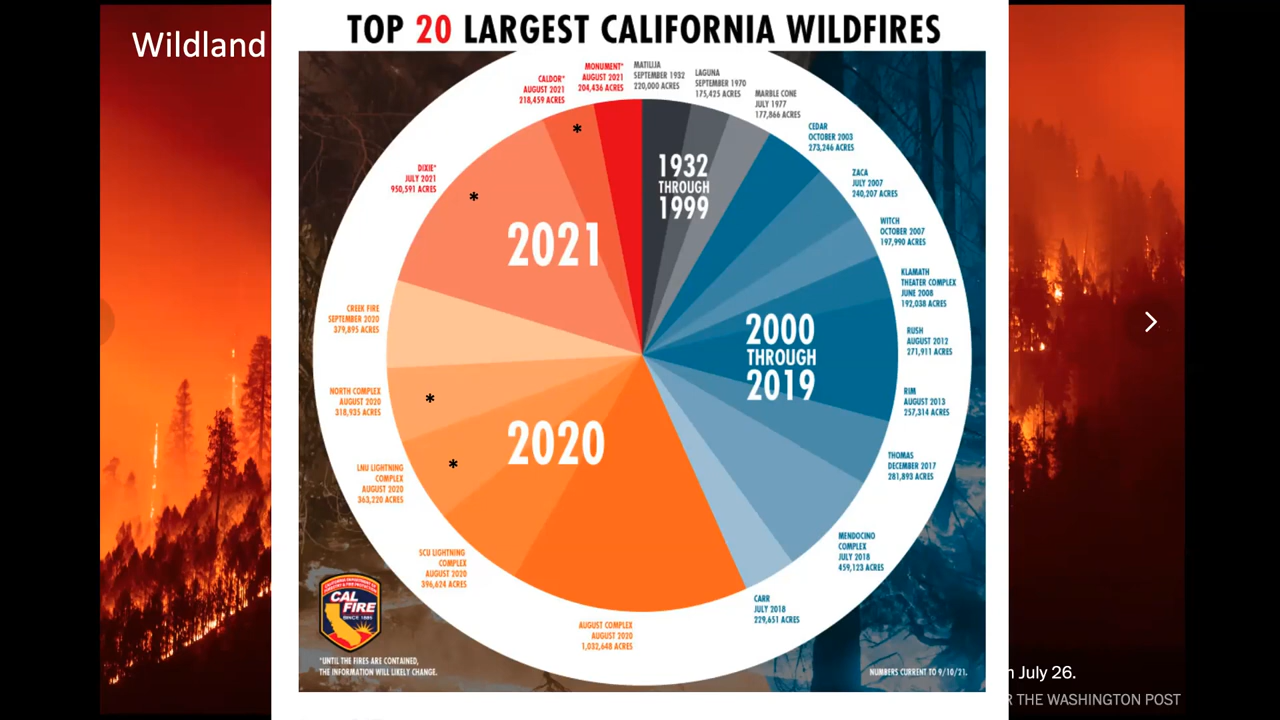 Wildland
TOP 20 LARGEST CALIFORNIA WILDFIRES
MONUMENT*
AUGUST 2021
204,436 ACRES
MATILIJA
SEPTEMBER 1932
220,000 ACRES
LAGUNA
SEPTEMBER 1970
175,425 ACRES
MARBLE CONE
JULY 1977
177,866 ACRES
CEDAR
OCTOBER 2003
273,246 ACRES
ZACA
JULY 2007
240,207 ACRES
WITCH
OCTOBER 2007
197,990 ACRES
KLAMATH
THEATER COMPLEX
JUNE 2008
192,038 ACRES
RUSH
AUGUST 2012
271,911 ACRES
RIM
AUGUST 2013
257,314 ACRES
THOMAS
DECEMBER 2017
281,893 ACRES
MENDOCINO
COMPLEX
JULY 2018
459,123 ACRES
CARR
JULY 2018
229,651 ACRES
AUGUST COMPLEX
AUGUST 2020
1,032,648 ACRES
SCU LIGHTNING
COMPLEX
AUGUST 2020
396,624 ACRES
LNU LIGHTNING
COMPLEX
AUGUST 2020
363,220 ACRES
NORTH COMPLEX
AUGUST 2020
318,935 ACRES
CREEK FIRE
SEPTEMBER 2020
379,895 ACRES
DIXIE*
JULY 2021
950,591 ACRES
CALDOR*
AUGUST 2021
218,459 ACRES
1932
THROUGH
1999
2000
THROUGH
2019
2020
2021
*
*
*
*
CAL
FIRE
SINCE 1885
*UNTIL THE FIRES ARE CONTAINED,
THE INFORMATION WILL LIKELY CHANGE.
NUMBERS CURRENT TO 9/10/21.
July 26.
THE WASHINGTON POST